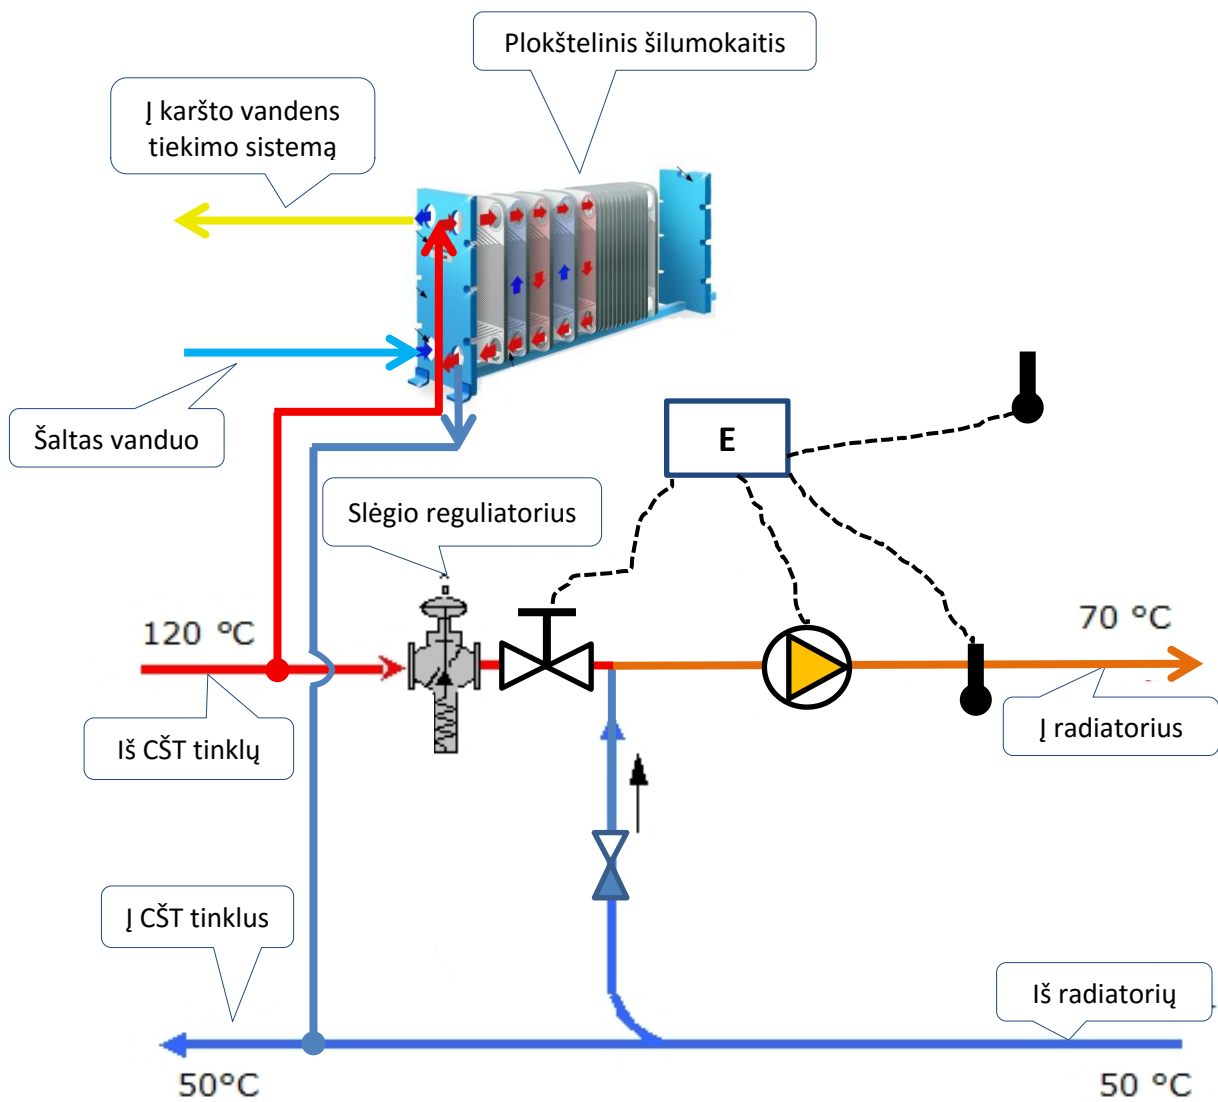 Plokštelinis šilumokaitis
Į karšto vandens
tiekimo sistemą
Šaltas vanduo
E
Slėgio reguliatorius
120 °C
70 °C
Iš CŠT tinklų
Į radiatorius
Į CŠT tinklus
Iš radiatorių
50°C
50 °C